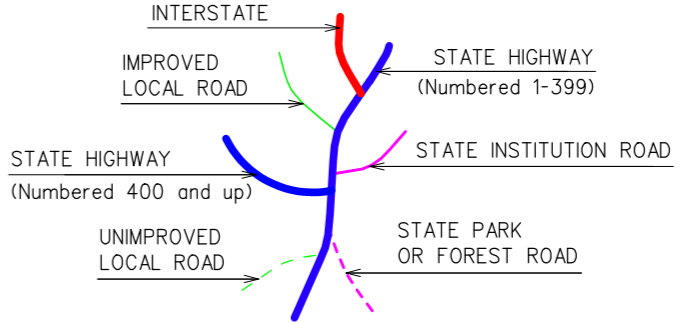 INTERSTATE
STATE HIGHWAY
(Numbered 1-399)
IMPROVED
LOCAL ROAD
STATE HIGHWAY
(Numbered 400 and up)
STATE INSTITUTION ROAD
UNIMPROVED
LOCAL ROAD
STATE PARK
OR FOREST ROAD